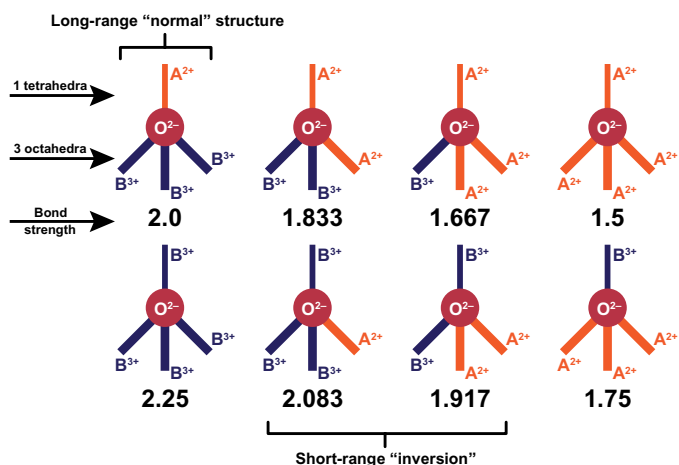 Long-range “normal” structure
A²⁺ A²⁺ A²⁺ A²⁺
1 tetrahedra
O²⁻ O²⁻ O²⁻ O²⁻
3 octahedra
B³⁺ B³⁺ B³⁺ B³⁺ B³⁺ A²⁺ B³⁺ A²⁺ A²⁺ A²⁺ A²⁺ A²⁺
Bond
strength
2.0 1.833 1.667 1.5
B³⁺ B³⁺ B³⁺ B³⁺
O²⁻ O²⁻ O²⁻ O²⁻
B³⁺ B³⁺ B³⁺ B³⁺ B³⁺ A²⁺ B³⁺ A²⁺ A²⁺ A²⁺ A²⁺ A²⁺
2.25 2.083 1.917 1.75
Short-range “inversion”